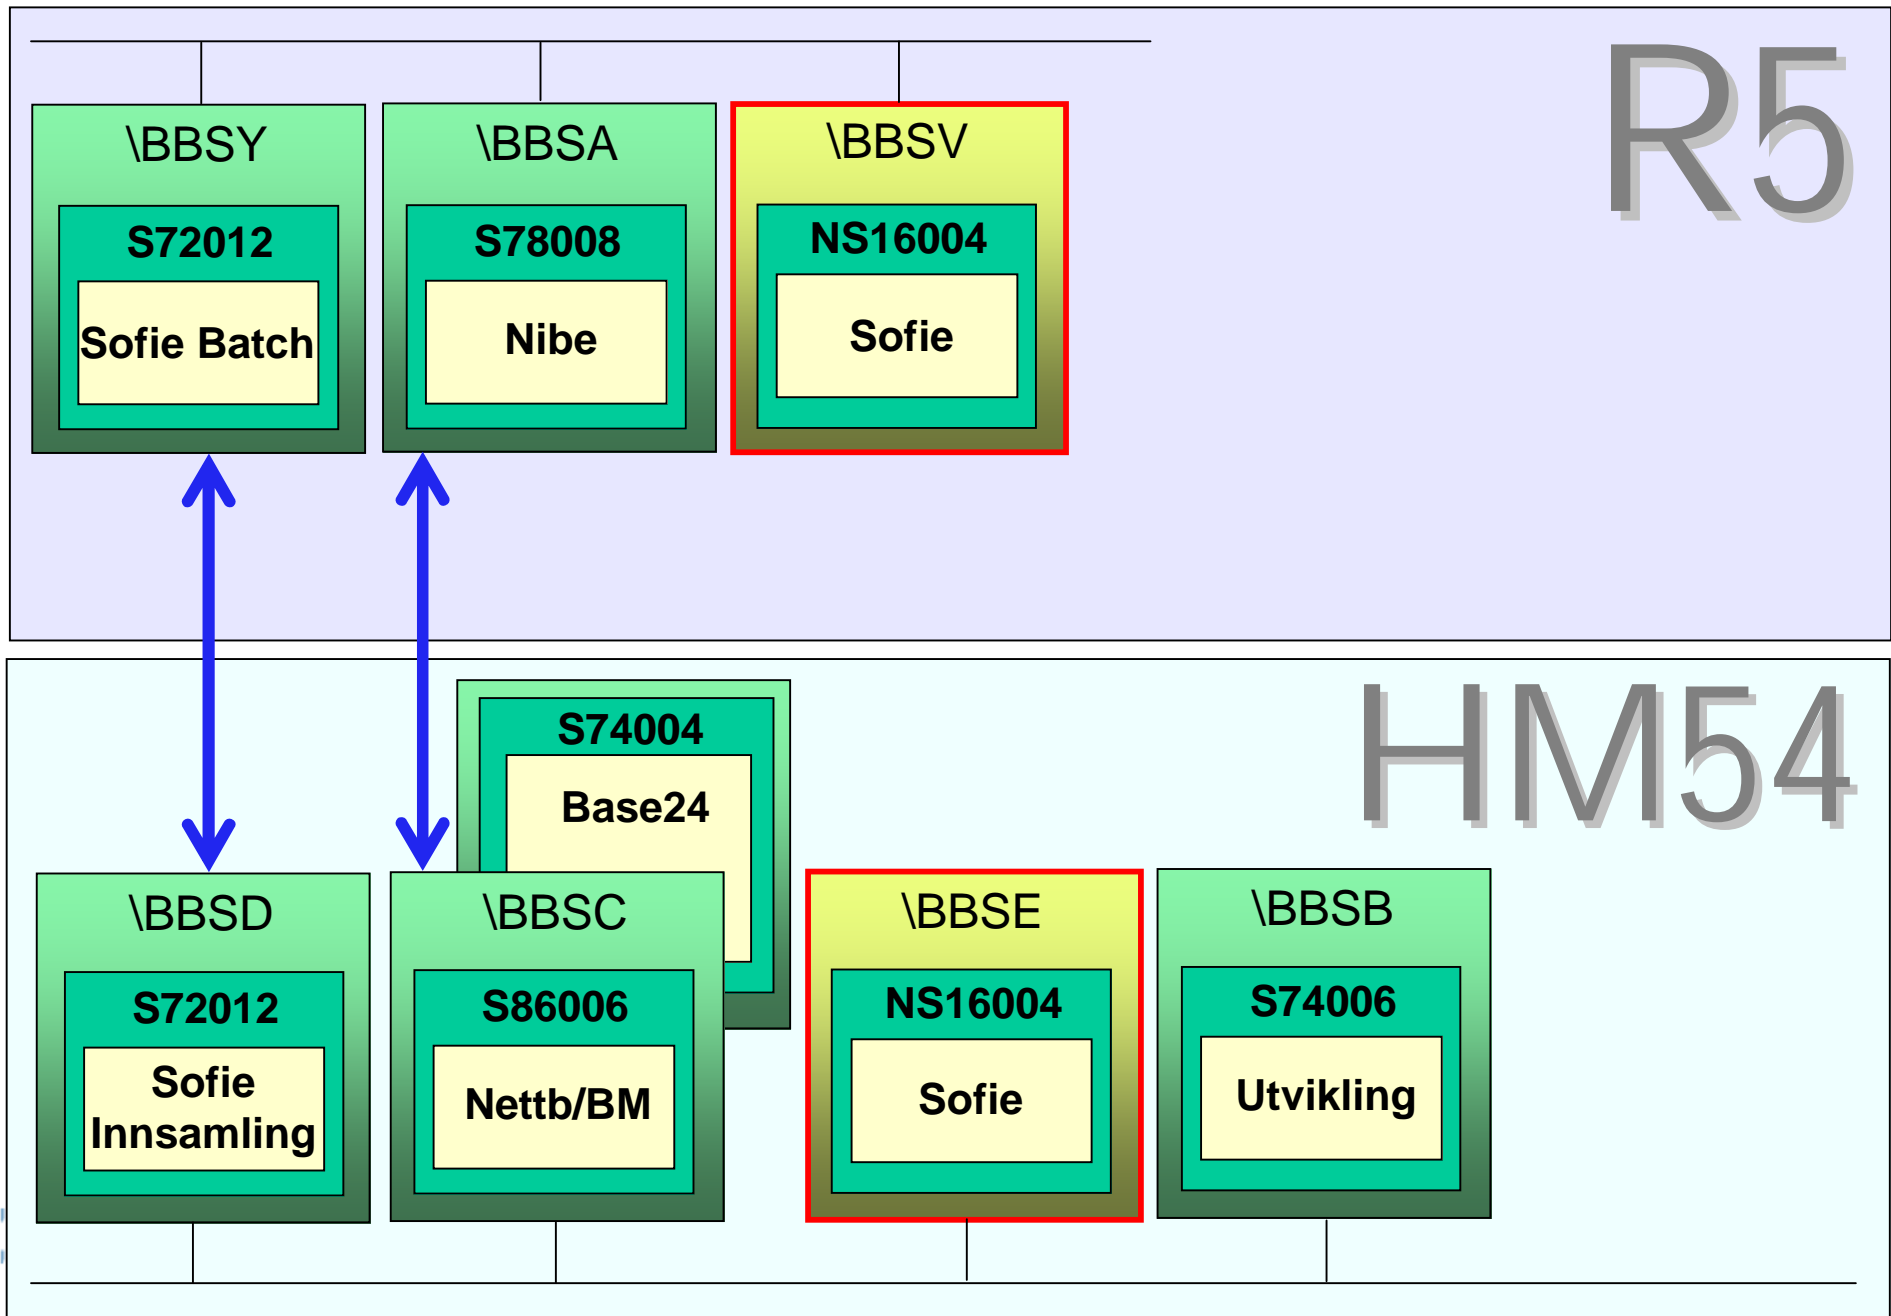 R5
\BBSY
S72012
Sofie Batch
\BBSA
S78008
Nibe
\BBSV
NS16004
Sofie
HM54
S74004
Base24
\BBSD
S72012
Sofie
Innsamling
\BBSC
S86006
Nettb/BM
\BBSE
NS16004
Sofie
\BBSB
S74006
Utvikling